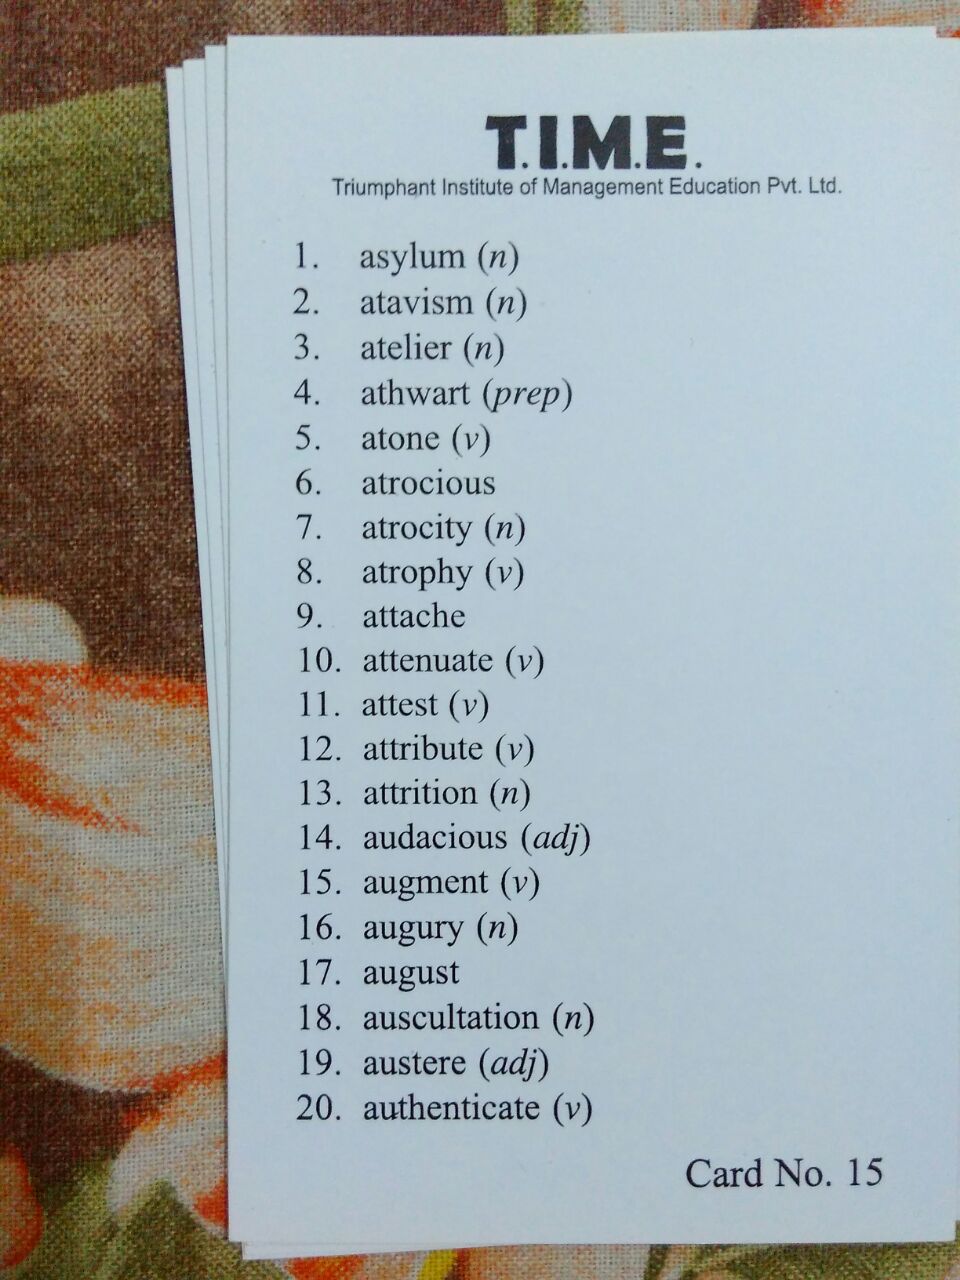 T.I.M.E.
Triumphant Institute of Management Education Pvt. Ltd.
1. asylum (n)
2. atavism (n)
3. atelier (n)
4. athwart (prep)
5. atone (v)
6. atrocious
7. atrocity (n)
8. atrophy (v)
9. attache
10. attenuate (v)
11. attest (v)
12. attribute (v)
13. attrition (n)
14. audacious (adj)
15. augment (v)
16. augury (n)
17. august
18. auscultation (n)
19. austere (adj)
20. authenticate (v)
Card No. 15